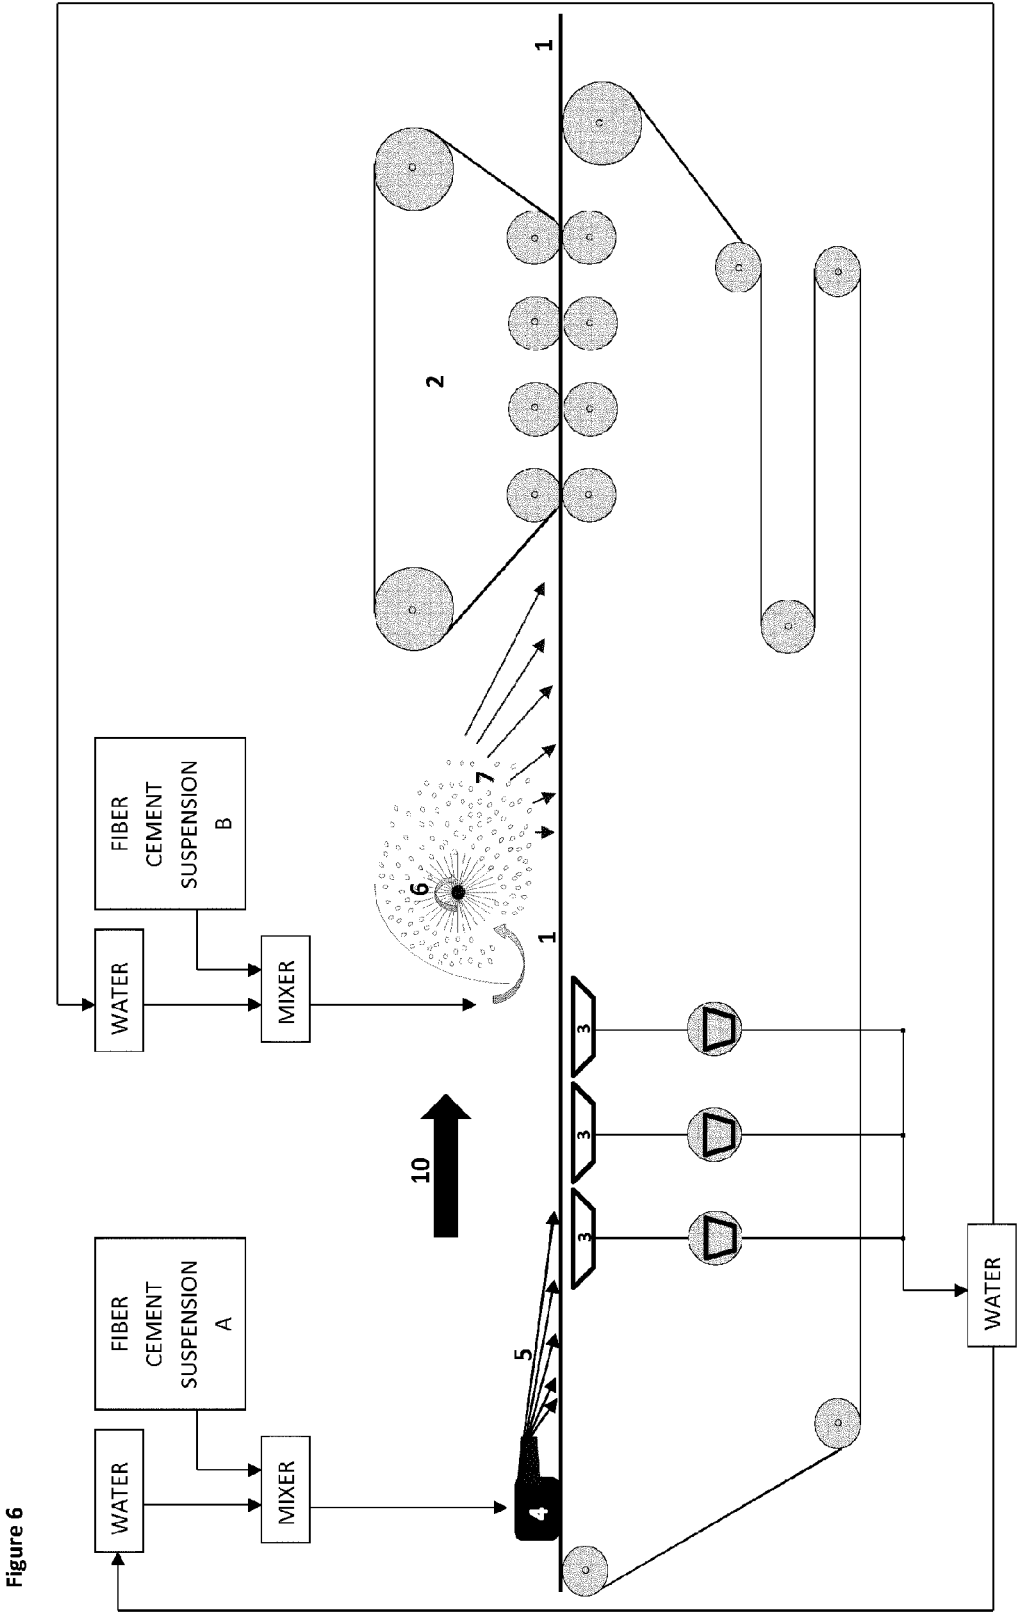 Figure 6
WATER
FIBER
CEMENT
SUSPENSION
A
MIXER
WATER
FIBER
CEMENT
SUSPENSION
B
MIXER
10
6
7
2
4
5
1
1
3
3
3
WATER